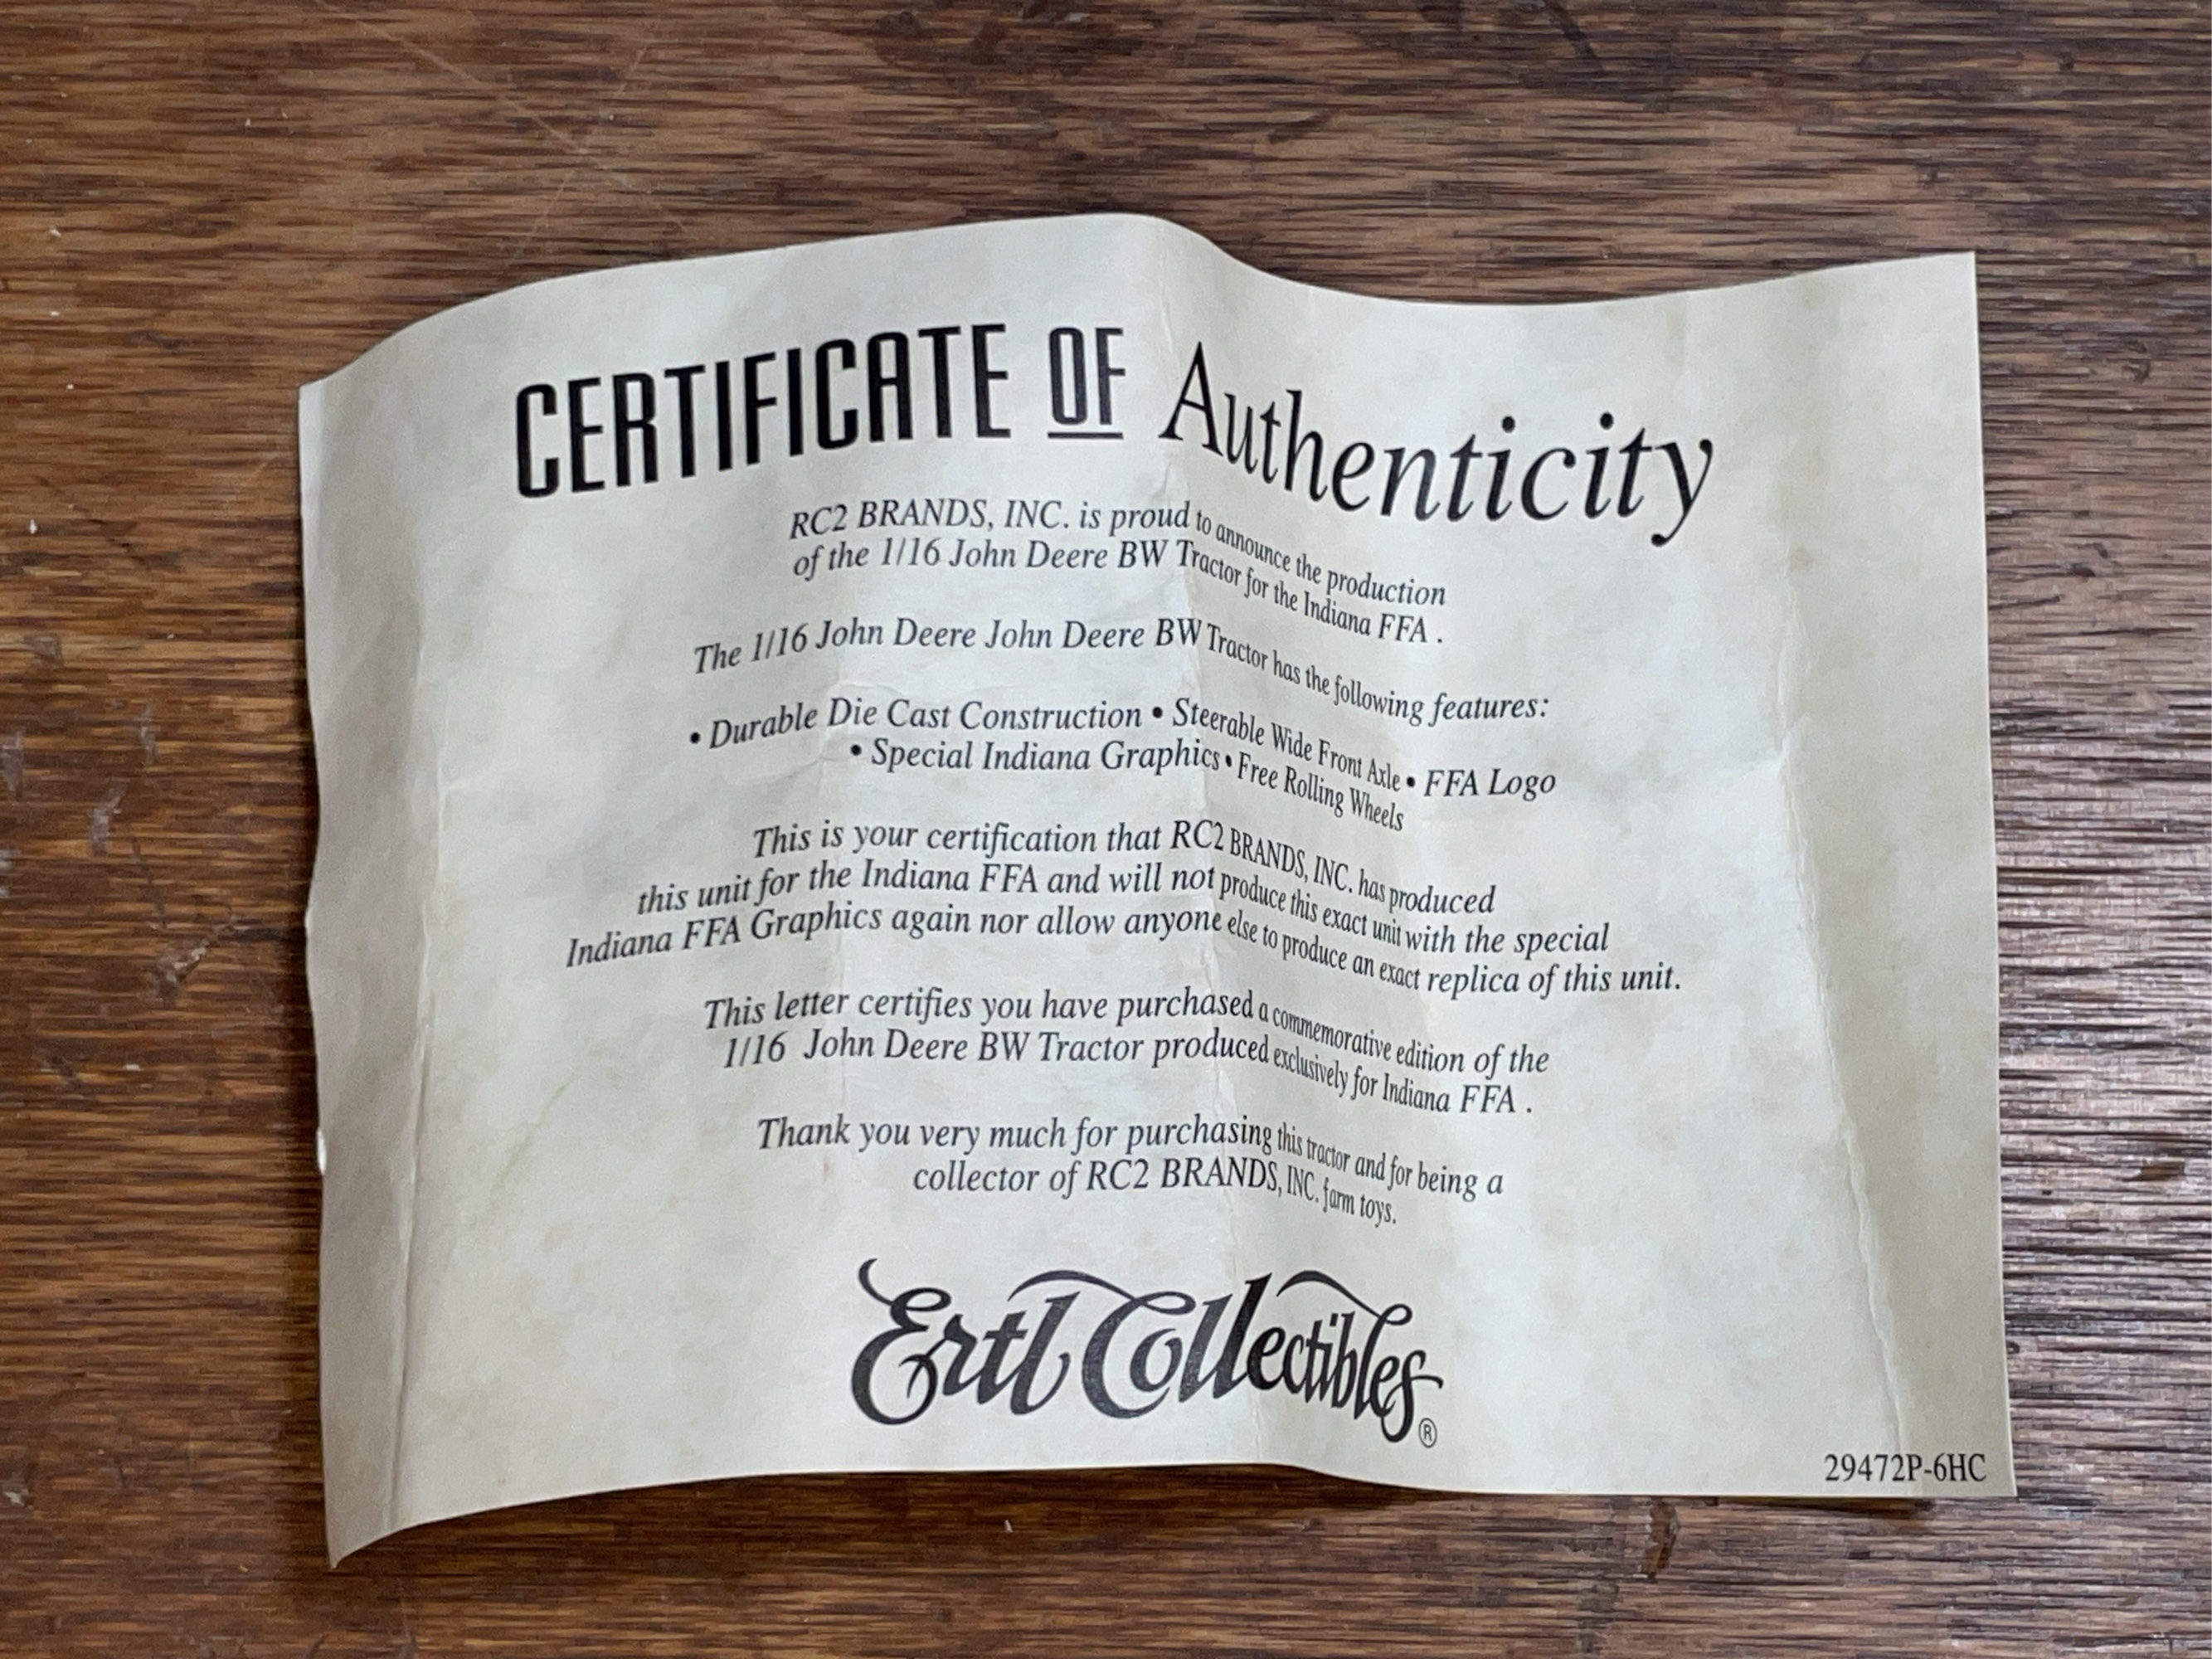 CERTIFICATE OF Authenticity
RC2 BRANDS, INC. is proud to announce the production
of the 1/16 John Deere BW Tractor for the Indiana FFA .
The 1/16 John Deere John Deere BW Tractor has the following features:
• Durable Die Cast Construction • Steerable Wide Front Axle • FFA Logo
• Special Indiana Graphics • Free Rolling Wheels
This is your certification that RC2 BRANDS, INC. has produced
this unit for the Indiana FFA and will not produce this exact unit with the special
Indiana FFA Graphics again nor allow anyone else to produce an exact replica of this unit.
This letter certifies you have purchased a commemorative edition of the
1/16 John Deere BW Tractor produced exclusively for Indiana FFA .
Thank you very much for purchasing this tractor and for being a
collector of RC2 BRANDS, INC. farm toys.
Ertl Collectibles®
29472P-6HC